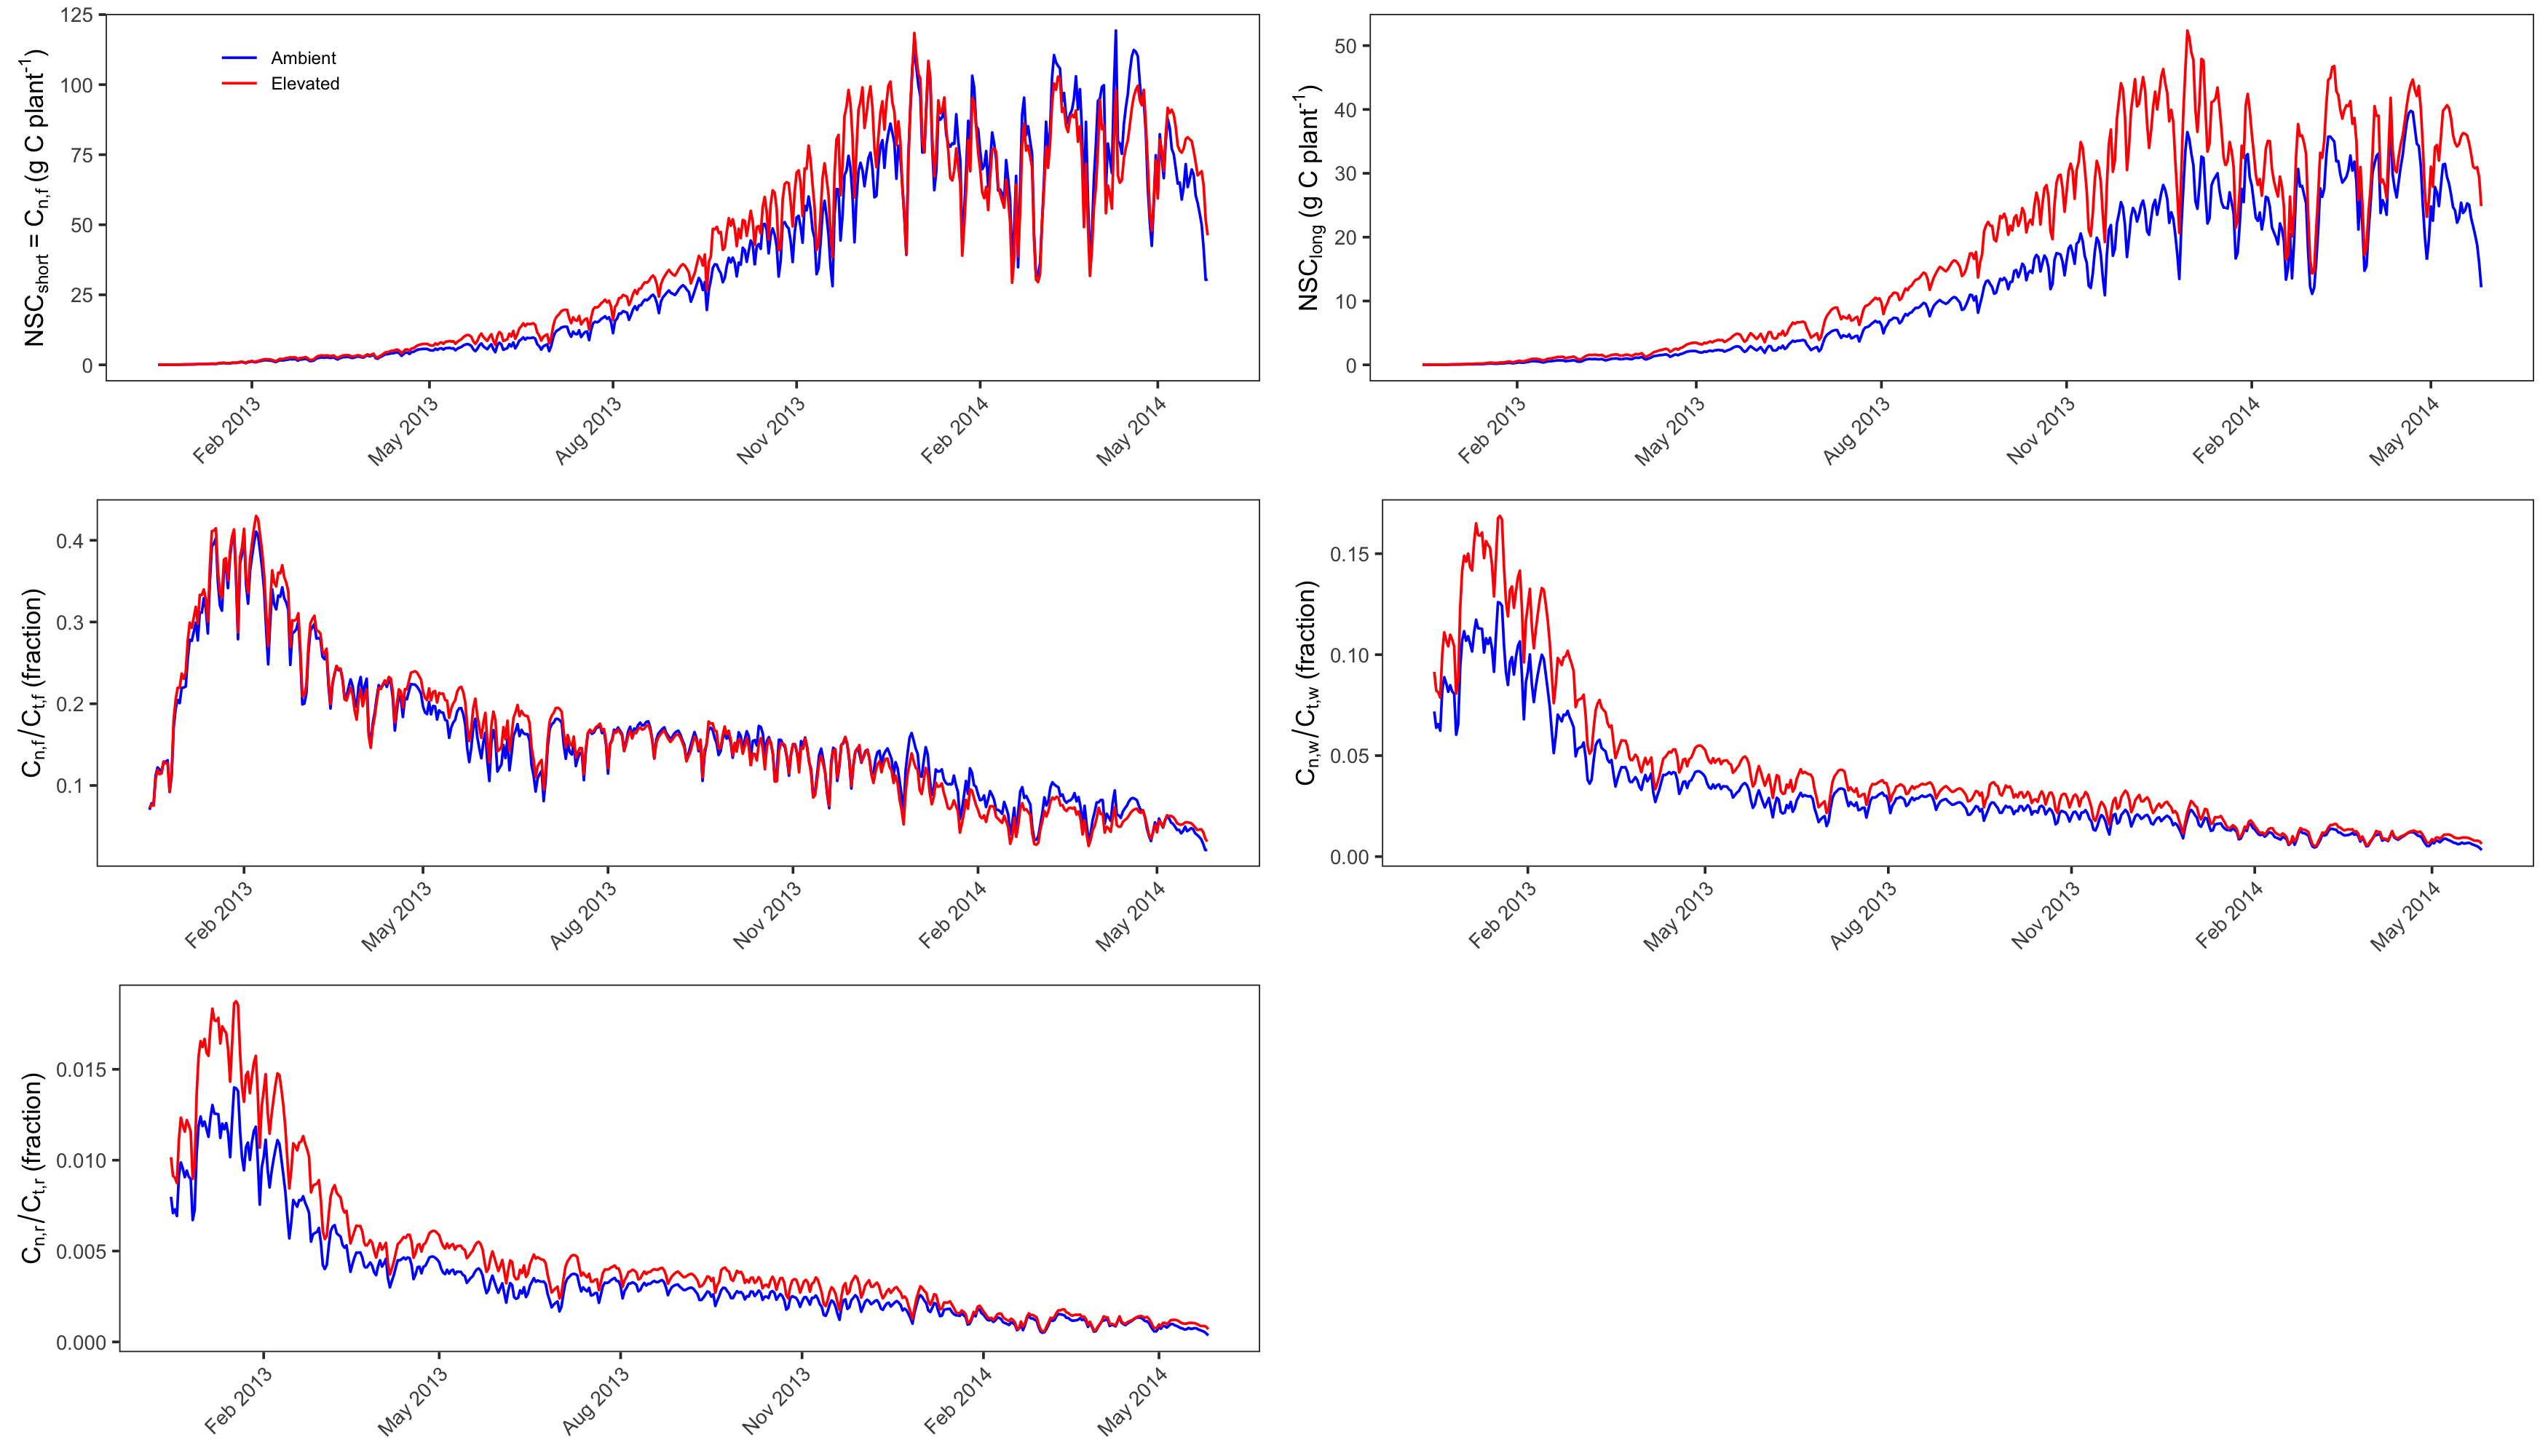 NSCshort = Cn,f (g C plant-1)
125
100
75
50
25
0
Ambient
Elevated
Feb 2013
May 2013
Aug 2013
Nov 2013
Feb 2014
May 2014
NSClong (g C plant-1)
50
40
30
20
10
0
Feb 2013
May 2013
Aug 2013
Nov 2013
Feb 2014
May 2014
Cn,f/Ct,f (fraction)
0.4
0.3
0.2
0.1
Feb 2013
May 2013
Aug 2013
Nov 2013
Feb 2014
May 2014
Cn,w/Ct,w (fraction)
0.15
0.10
0.05
0.00
Feb 2013
May 2013
Aug 2013
Nov 2013
Feb 2014
May 2014
Cn,r/Ct,r (fraction)
0.015
0.010
0.005
0.000
Feb 2013
May 2013
Aug 2013
Nov 2013
Feb 2014
May 2014